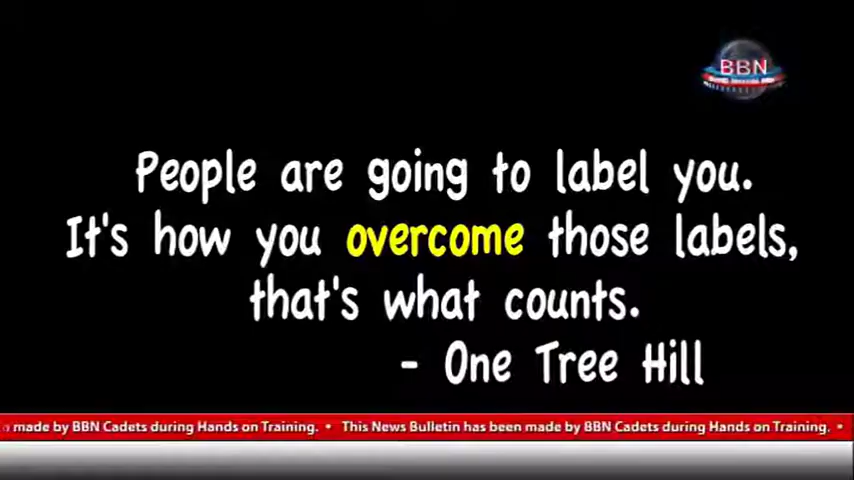 BBN
People are going to label you.
It's how you overcome those labels,
that's what counts.
- One Tree Hill
made by BBN Cadets during Hands on Training. • This News Bulletin has been made by BBN Cadets during Hands on Training. •